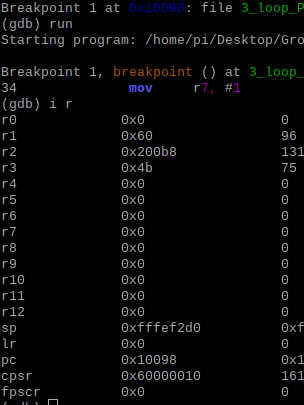 Breakpoint 1 at 0x10098: file 3_loop_P
(gdb) run
Starting program: /home/pi/Desktop/Gro
Breakpoint 1, breakpoint () at 3_loop_
34 mov r7, #1
(gdb) i r
r0 0x0 0
r1 0x60 96
r2 0x200b8 131
r3 0x4b 75
r4 0x0 0
r5 0x0 0
r6 0x0 0
r7 0x0 0
r8 0x0 0
r9 0x0 0
r10 0x0 0
r11 0x0 0
r12 0x0 0
sp 0xfffef2d0 0xf
lr 0x0 0
pc 0x10098 0x1
cpsr 0x60000010 161
fpscr 0x0 0
(gdb)